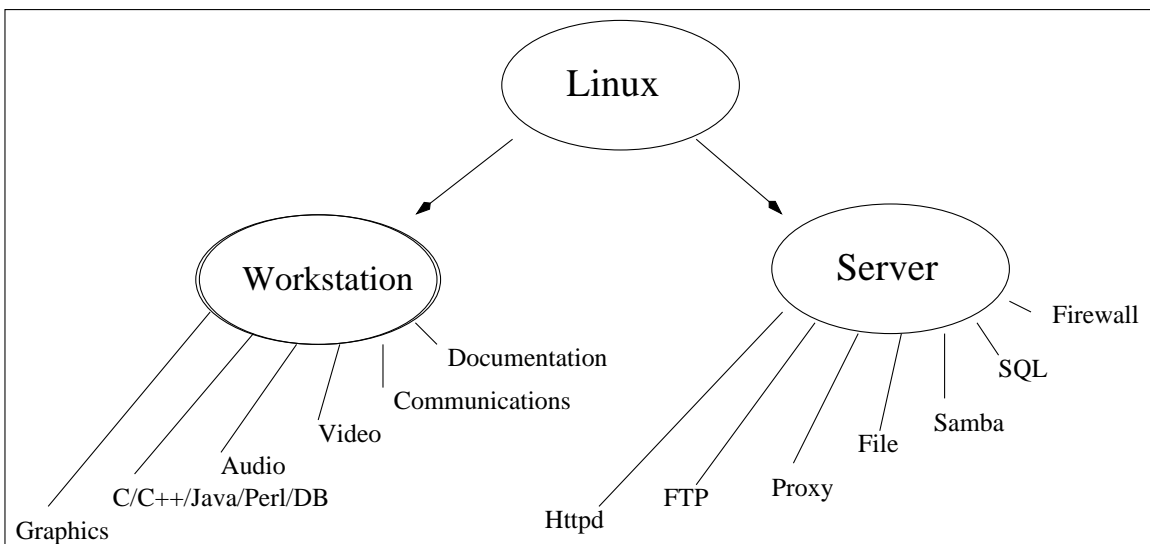 Linux
Workstation
Server
Firewall
Documentation
SQL
Communications
Samba
Video
File
Audio
Proxy
C/C++/Java/Perl/DB
FTP
Httpd
Graphics